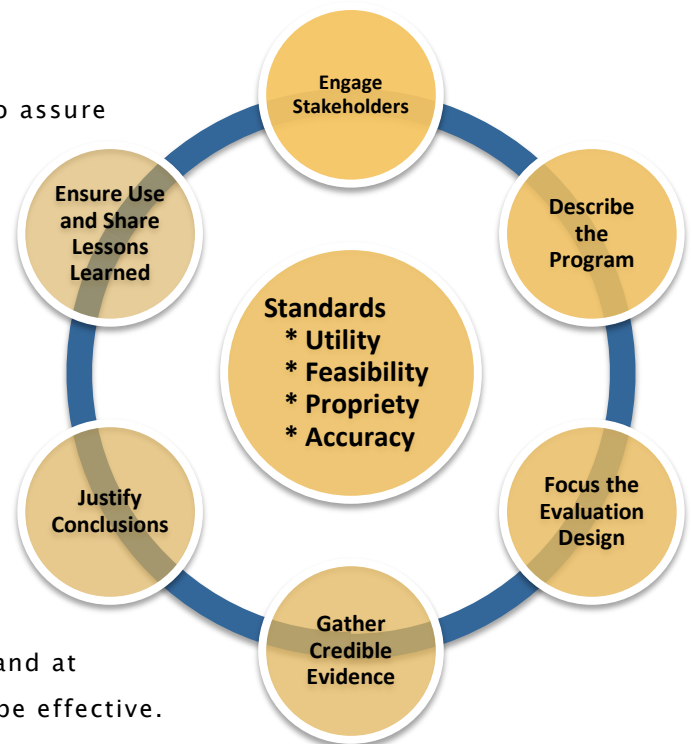 Engage
Stakeholders
o assure
Ensure Use
and Share
Lessons
Learned
Describe
the
Program
Standards
* Utility
* Feasibility
* Propriety
* Accuracy
Justify
Conclusions
Focus the
Evaluation
Design
Gather
Credible
Evidence
and at
be effective.